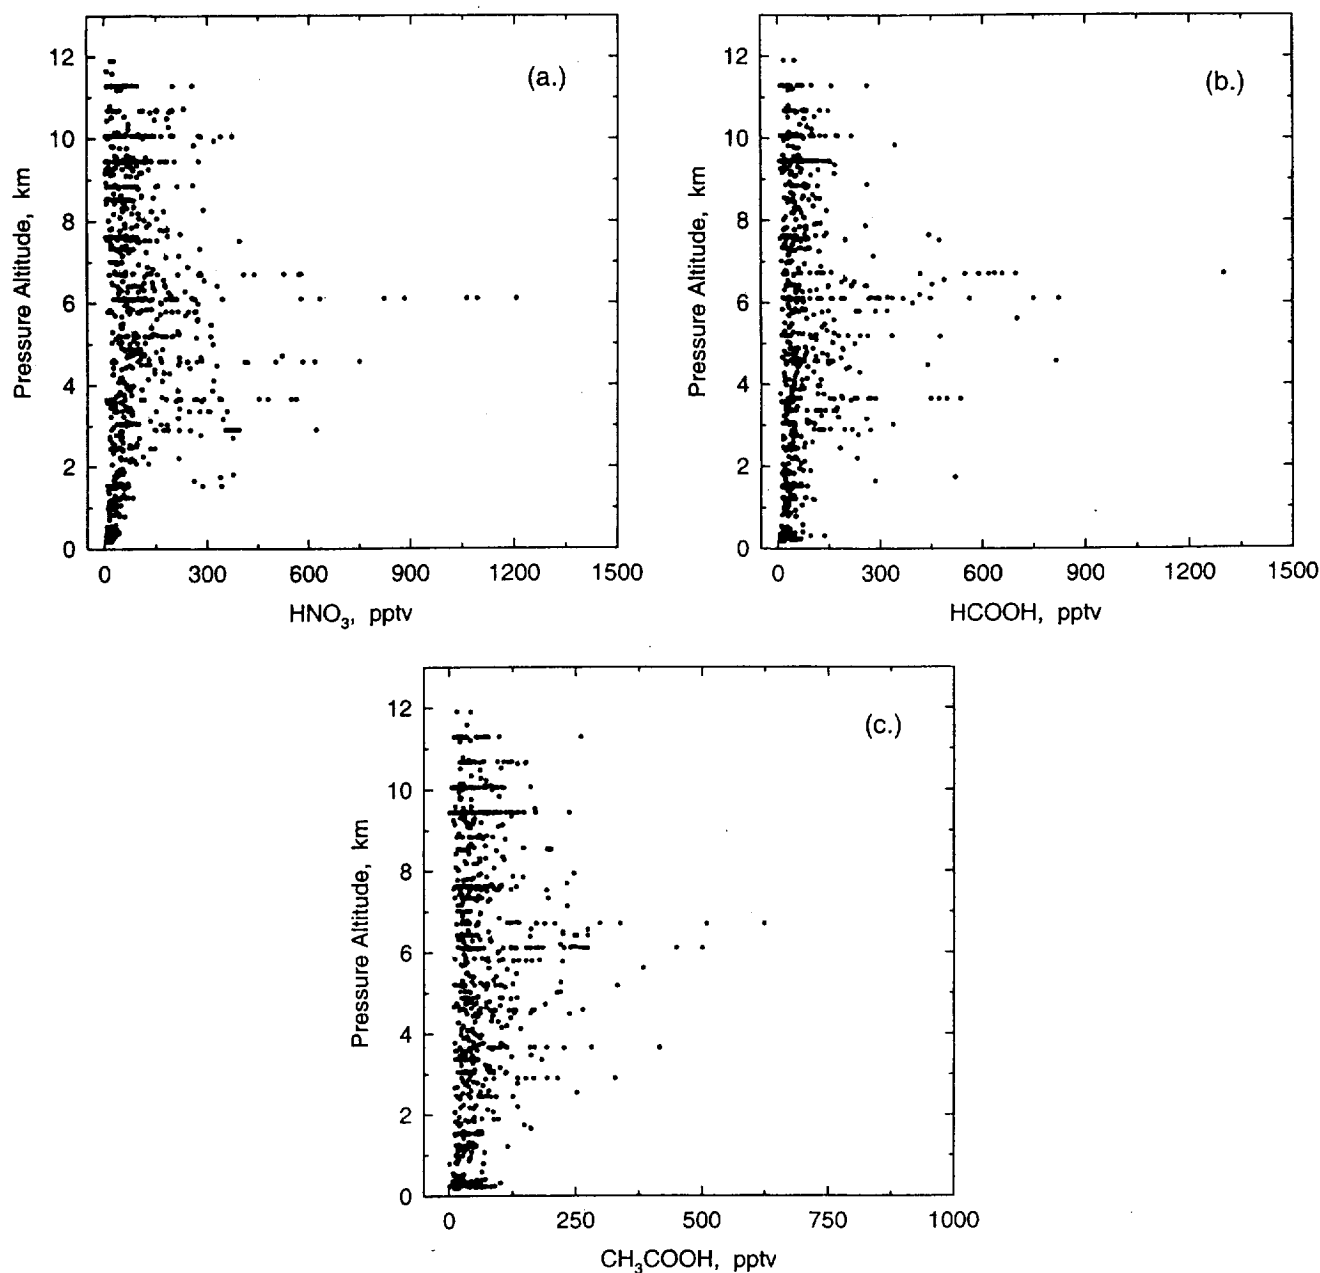 (a.)
Pressure Altitude, km
12
10
8
6
4
2
0
0 300 600 900 1200 1500
HNO₃, pptv
(b.)
Pressure Altitude, km
12
10
8
6
4
2
0
0 300 600 900 1200 1500
HCOOH, pptv
(c.)
Pressure Altitude, km
12
10
8
6
4
2
0
0 250 500 750 1000
CH₃COOH, pptv